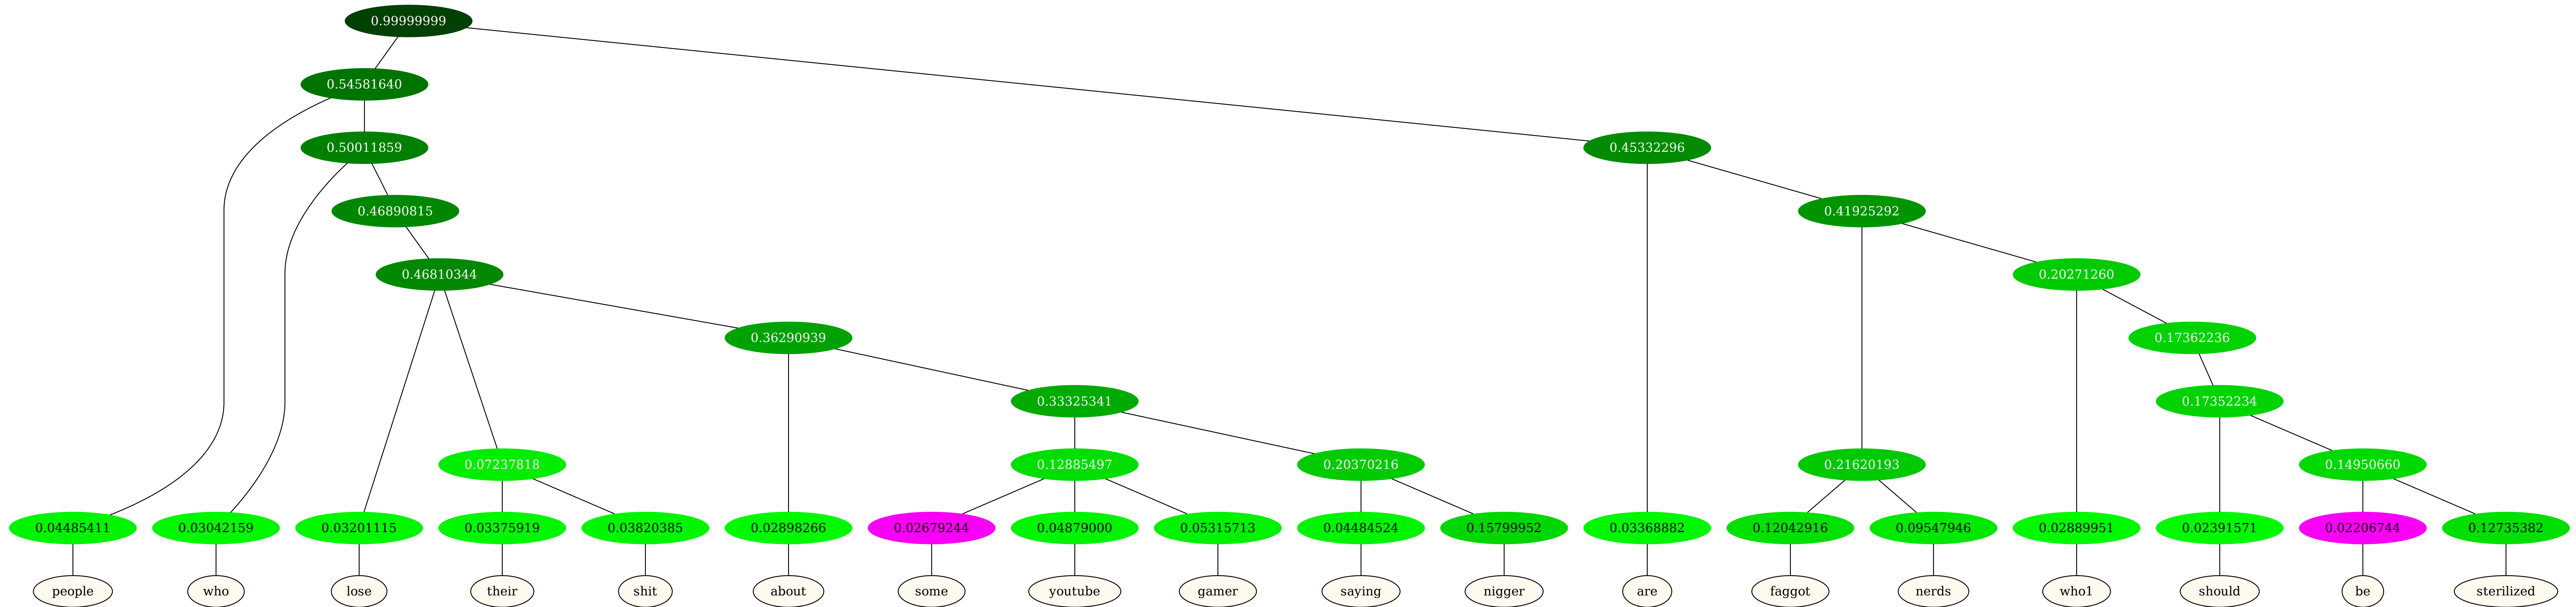 0.99999999
0.54581640
0.50011859 0.45332296
0.46890815 0.41925292
0.46810344 0.20271260
0.36290939 0.17362236
0.33325341 0.17352234
0.07237818 0.12885497 0.20370216 0.21620193 0.14950660
0.04485411 0.03042159 0.03201115 0.03375919 0.03820385 0.02898266 0.02679244 0.04879000 0.05315713 0.04484524 0.15799952 0.03368882 0.12042916 0.09547946 0.02889951 0.02391571 0.02206744 0.12735382
people who lose their shit about some youtube gamer saying nigger are faggot nerds who1 should be sterilized